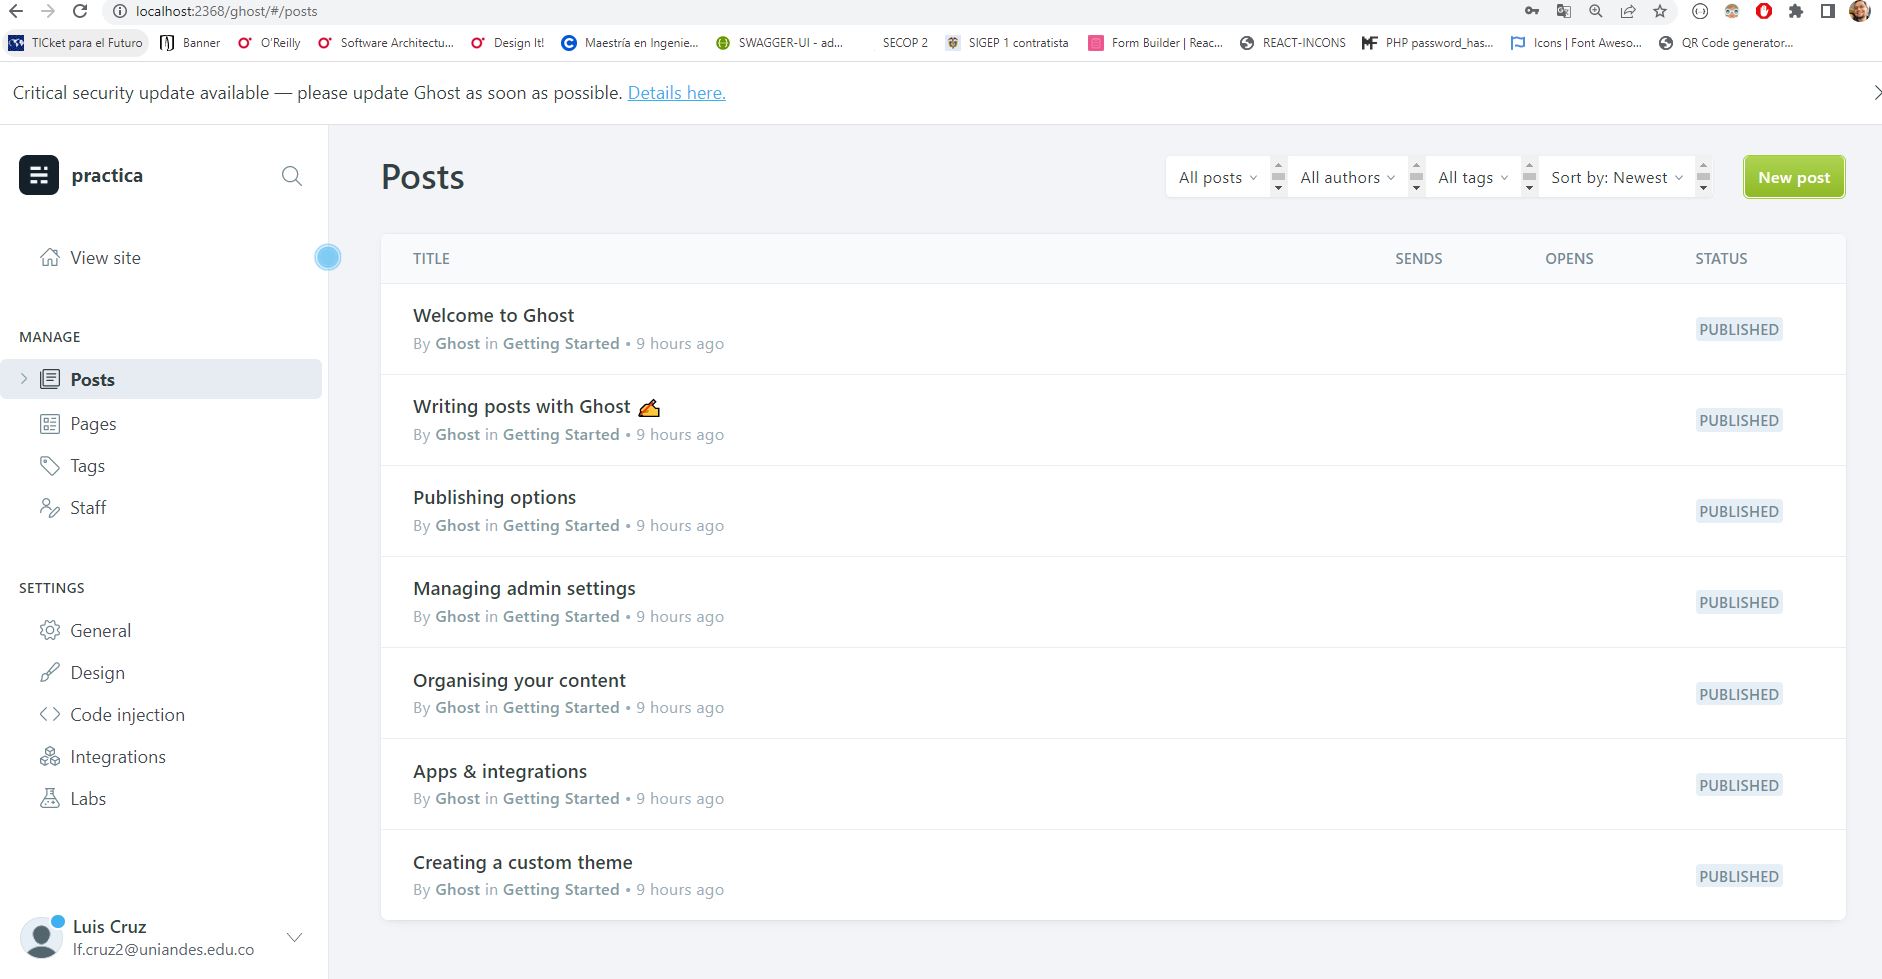 localhost:2368/ghost/#/posts
TICket para el Futuro
Banner
O'Reilly
Software Architectu...
Design It!
Maestría en Ingenie...
SWAGGER-UI - ad...
SECOP 2
SIGEP 1 contratista
Form Builder | Reac...
REACT-INCONS
PHP password_has...
Icons | Font Aweso...
QR Code generator...
Critical security update available — please update Ghost as soon as possible. Details here.
practica
View site
MANAGE
Posts
Pages
Tags
Staff
SETTINGS
General
Design
Code injection
Integrations
Labs
Luis Cruz
lf.cruz2@uniandes.edu.co
Posts
All posts
All authors
All tags
Sort by: Newest
New post
TITLE SENDS OPENS STATUS
Welcome to Ghost
By Ghost in Getting Started • 9 hours ago
PUBLISHED
Writing posts with Ghost ✍️
By Ghost in Getting Started • 9 hours ago
PUBLISHED
Publishing options
By Ghost in Getting Started • 9 hours ago
PUBLISHED
Managing admin settings
By Ghost in Getting Started • 9 hours ago
PUBLISHED
Organising your content
By Ghost in Getting Started • 9 hours ago
PUBLISHED
Apps & integrations
By Ghost in Getting Started • 9 hours ago
PUBLISHED
Creating a custom theme
By Ghost in Getting Started • 9 hours ago
PUBLISHED